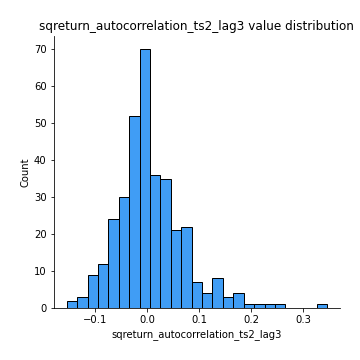 sqreturn_autocorrelation_ts2_lag3 value distribution
70
60
50
40
30
20
10
0
Count
−0.1 0.0 0.1 0.2 0.3
sqreturn_autocorrelation_ts2_lag3